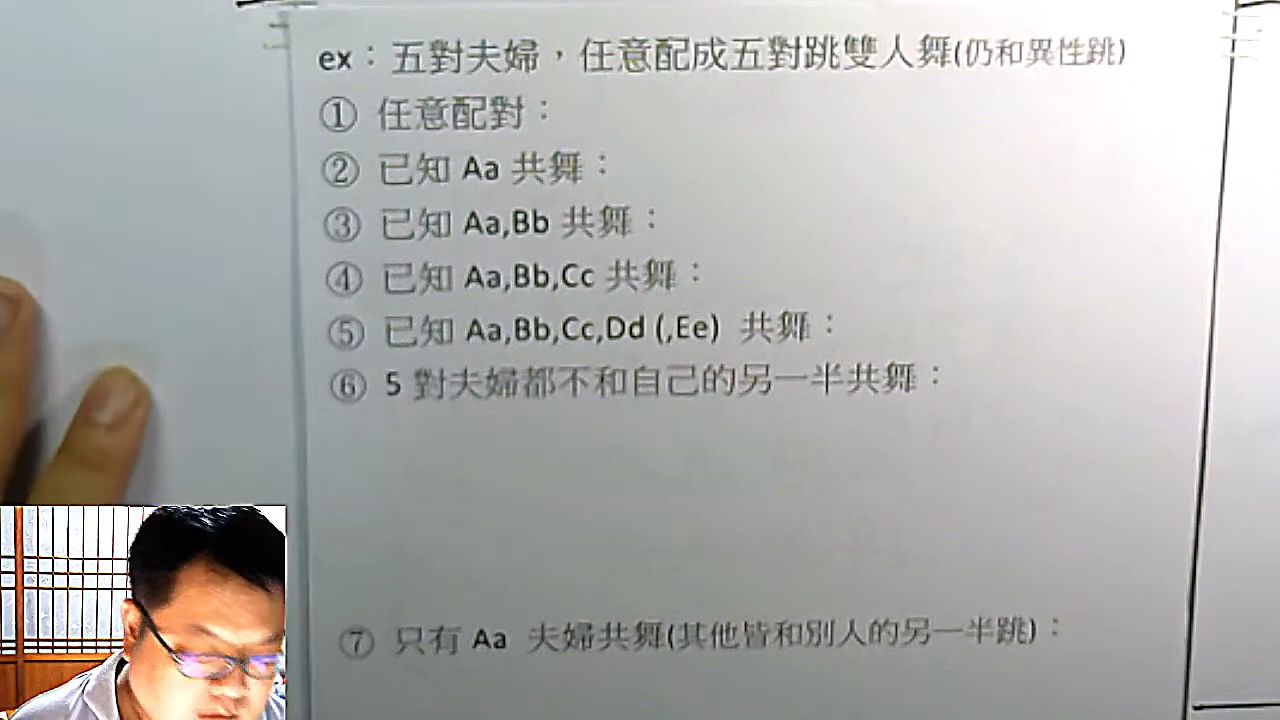 ex：五對夫婦，任意配成五對跳雙人舞(仍和異性跳)
① 任意配對：
② 已知 Aa 共舞：
③ 已知 Aa,Bb 共舞：
④ 已知 Aa,Bb,Cc 共舞：
⑤ 已知 Aa,Bb,Cc,Dd (,Ee) 共舞：
⑥ 5 對夫婦都不和自己的另一半共舞：
⑦ 只有 Aa 夫婦共舞(其他皆和別人的另一半跳)：